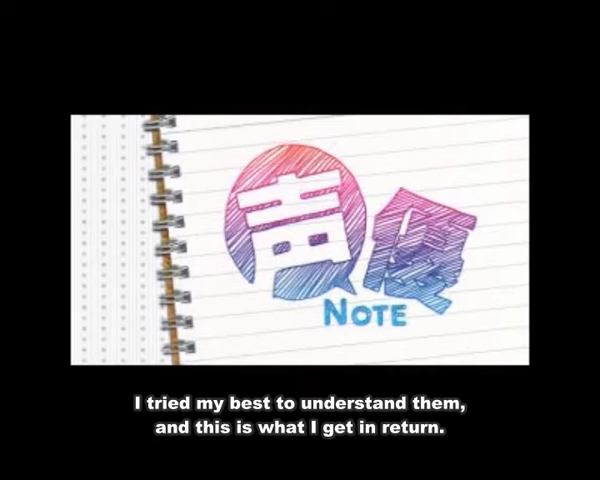 声優
NOTE
I tried my best to understand them,
and this is what I get in return.